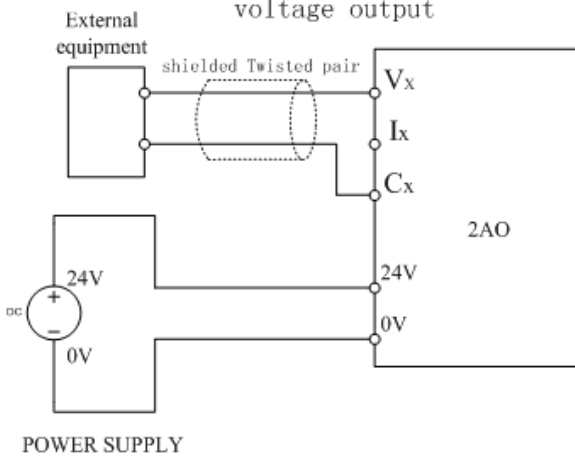 voltage output
External
equipment
shielded Twisted pair
Vx
Ix
Cx
2AO
24V
24V
+
DC
−
0V
0V
POWER SUPPLY